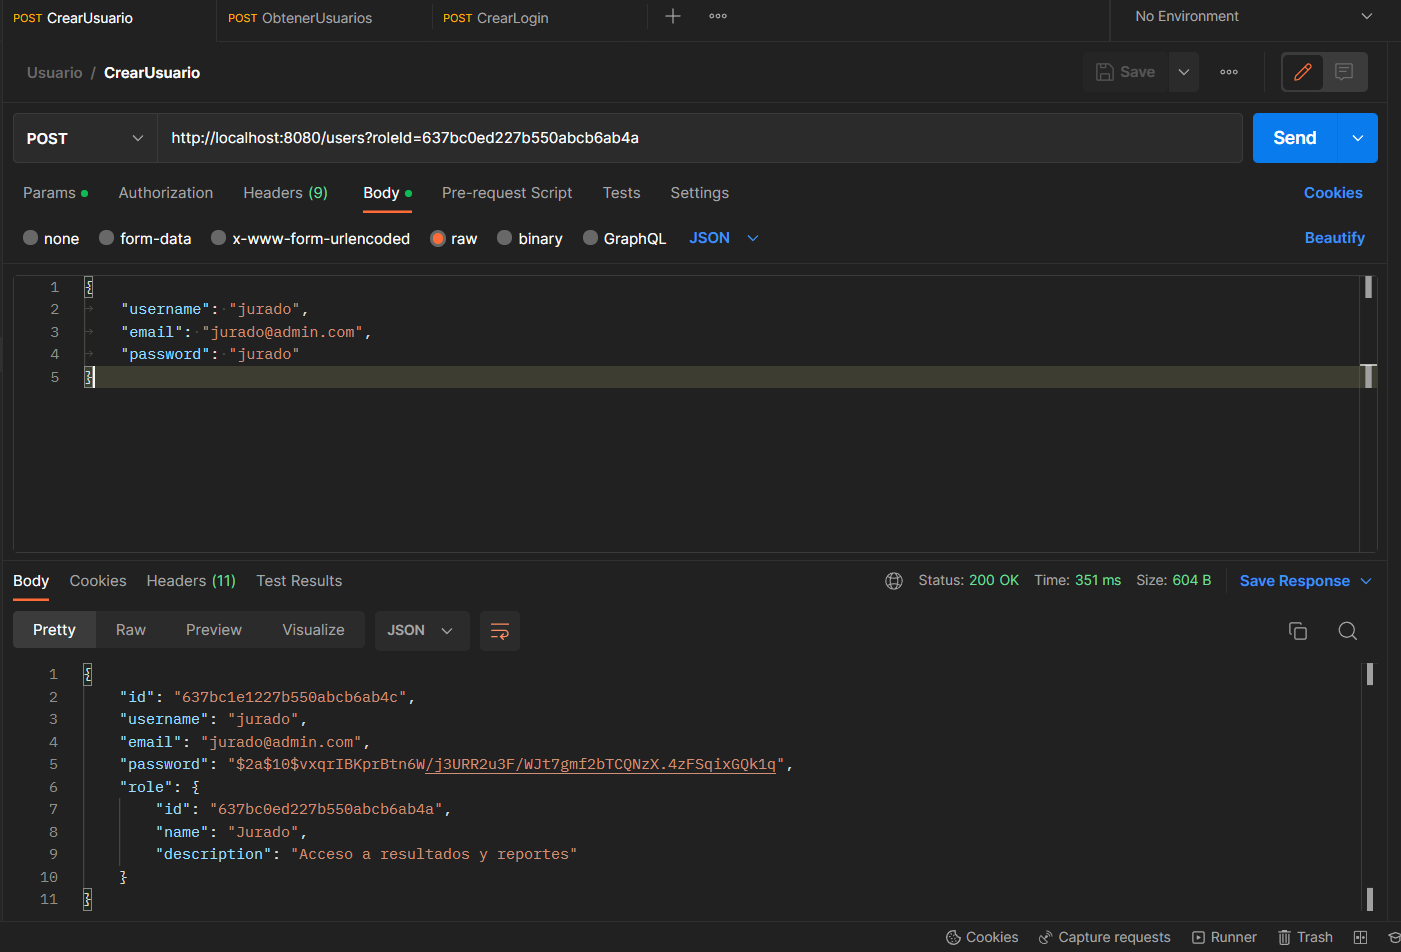 POST CrearUsuario POST ObtenerUsuarios POST CrearLogin No Environment
Usuario / CrearUsuario Save
POST http://localhost:8080/users?roleId=637bc0ed227b550abcb6ab4a Send
Params Authorization Headers (9) Body Pre-request Script Tests Settings Cookies
none form-data x-www-form-urlencoded raw binary GraphQL JSON Beautify
1 {
2 "username": "jurado",
3 "email": "jurado@admin.com",
4 "password": "jurado"
5 }
Body Cookies Headers (11) Test Results Status: 200 OK Time: 351 ms Size: 604 B Save Response
Pretty Raw Preview Visualize JSON
1 {
2 "id": "637bc1e1227b550abcb6ab4c",
3 "username": "jurado",
4 "email": "jurado@admin.com",
5 "password": "$2a$10$vxqrIBKprBtn6W/j3URR2u3F/WJt7gmf2bTCQNzX.4zFSqixGQk1q",
6 "role": {
7 "id": "637bc0ed227b550abcb6ab4a",
8 "name": "Jurado",
9 "description": "Acceso a resultados y reportes"
10 }
11 }
Cookies Capture requests Runner Trash